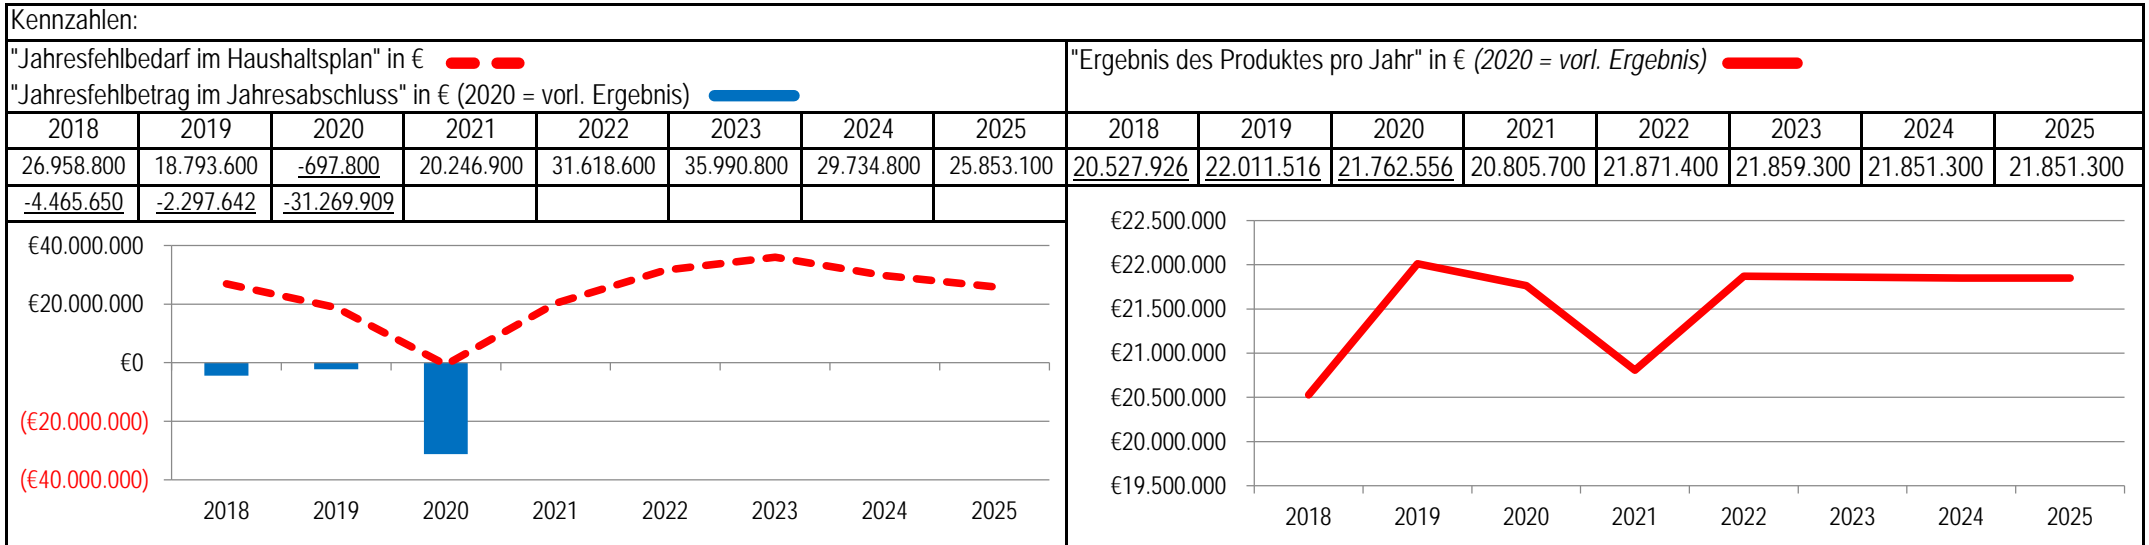 Kennzahlen:
"Jahresfehlbedarf im Haushaltsplan" in €
"Jahresfehlbetrag im Jahresabschluss" in € (2020 = vorl. Ergebnis)
2018 2019 2020 2021 2022 2023 2024 2025
26.958.800 18.793.600 -697.800 20.246.900 31.618.600 35.990.800 29.734.800 25.853.100
-4.465.650 -2.297.642 -31.269.909
€40.000.000
€20.000.000
€0
(€20.000.000)
(€40.000.000)
2018 2019 2020 2021 2022 2023 2024 2025
"Ergebnis des Produktes pro Jahr" in € (2020 = vorl. Ergebnis)
2018 2019 2020 2021 2022 2023 2024 2025
20.527.926 22.011.516 21.762.556 20.805.700 21.871.400 21.859.300 21.851.300 21.851.300
€22.500.000
€22.000.000
€21.500.000
€21.000.000
€20.500.000
€20.000.000
€19.500.000
2018 2019 2020 2021 2022 2023 2024 2025